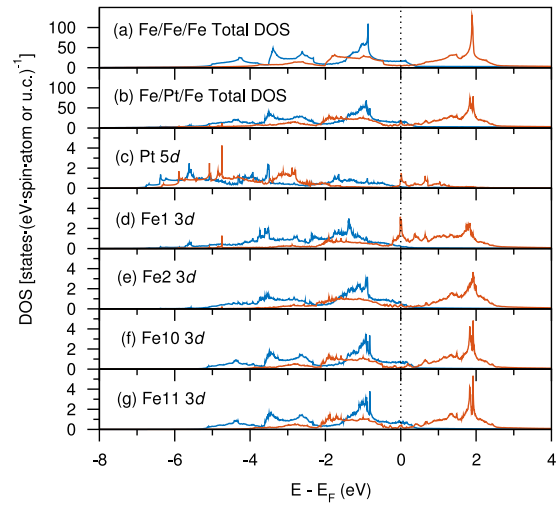 (a) Fe/Fe/Fe Total DOS
100
50
0
(b) Fe/Pt/Fe Total DOS
100
50
0
(c) Pt 5d
4
2
0
(d) Fe1 3d
4
2
0
(e) Fe2 3d
4
2
0
(f) Fe10 3d
4
2
0
(g) Fe11 3d
4
2
0
DOS [states·(eV·spin·atom or u.c.)⁻¹]
-8 -6 -4 -2 0 2 4
E - E_F (eV)